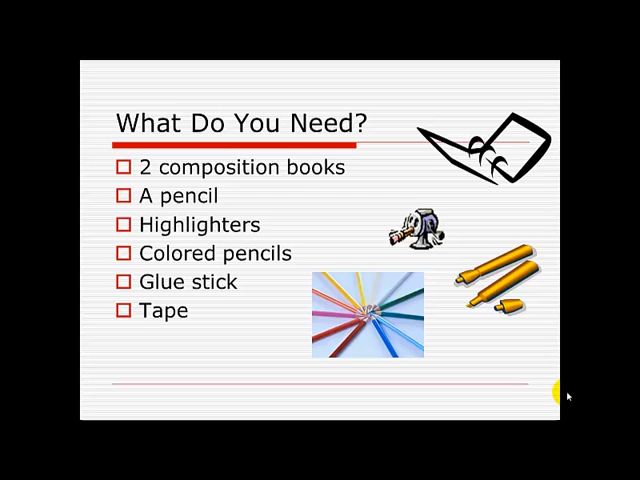 What Do You Need?
2 composition books
A pencil
Highlighters
Colored pencils
Glue stick
Tape